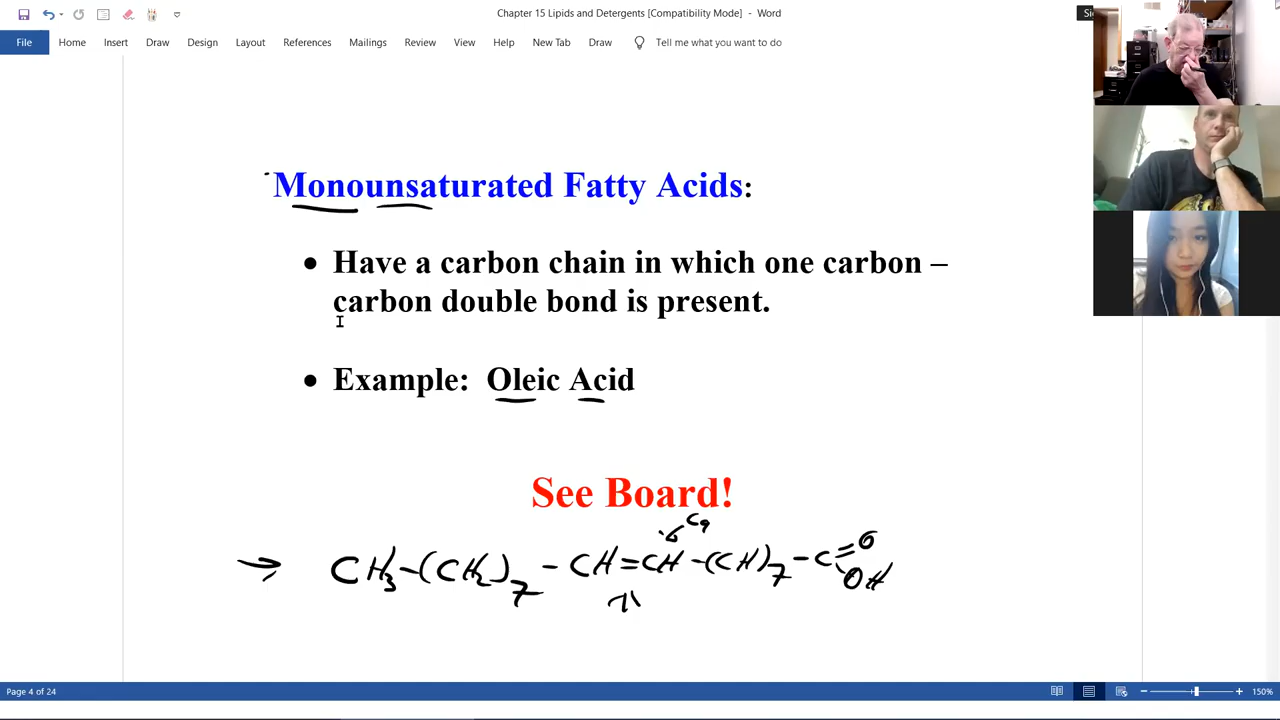 Chapter 15 Lipids and Detergents [Compatibility Mode] - Word
File Home Insert Draw Design Layout References Mailings Review View Help New Tab Draw Tell me what you want to do
Monounsaturated Fatty Acids:
• Have a carbon chain in which one carbon –
carbon double bond is present.
• Example: Oleic Acid
See Board!
C9
→ CH3-(CH2)7-CH=CH-(CH)7-C=O
OH
Page 4 of 24
150%